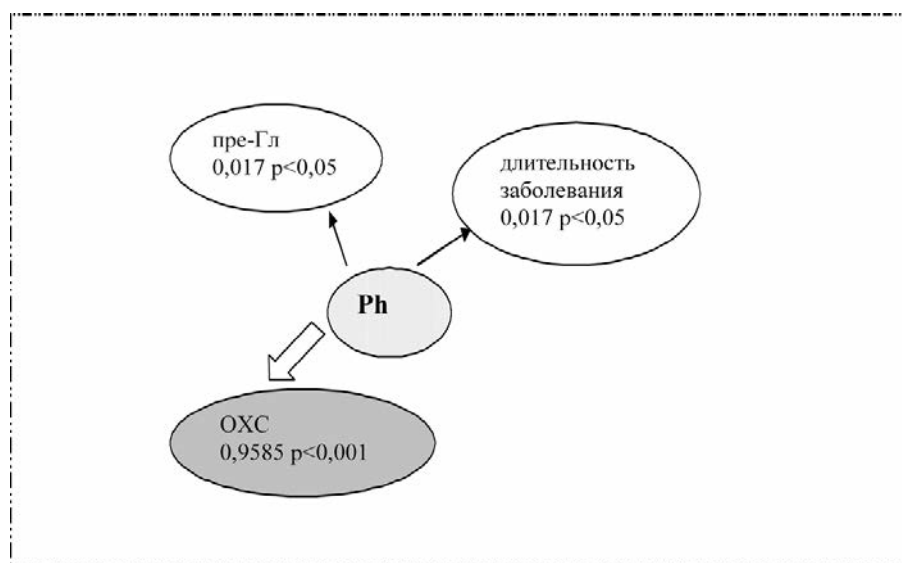 пре-Гл
0,017 p<0,05
длительность
заболевания
0,017 p<0,05
Ph
ОХС
0,9585 p<0,001